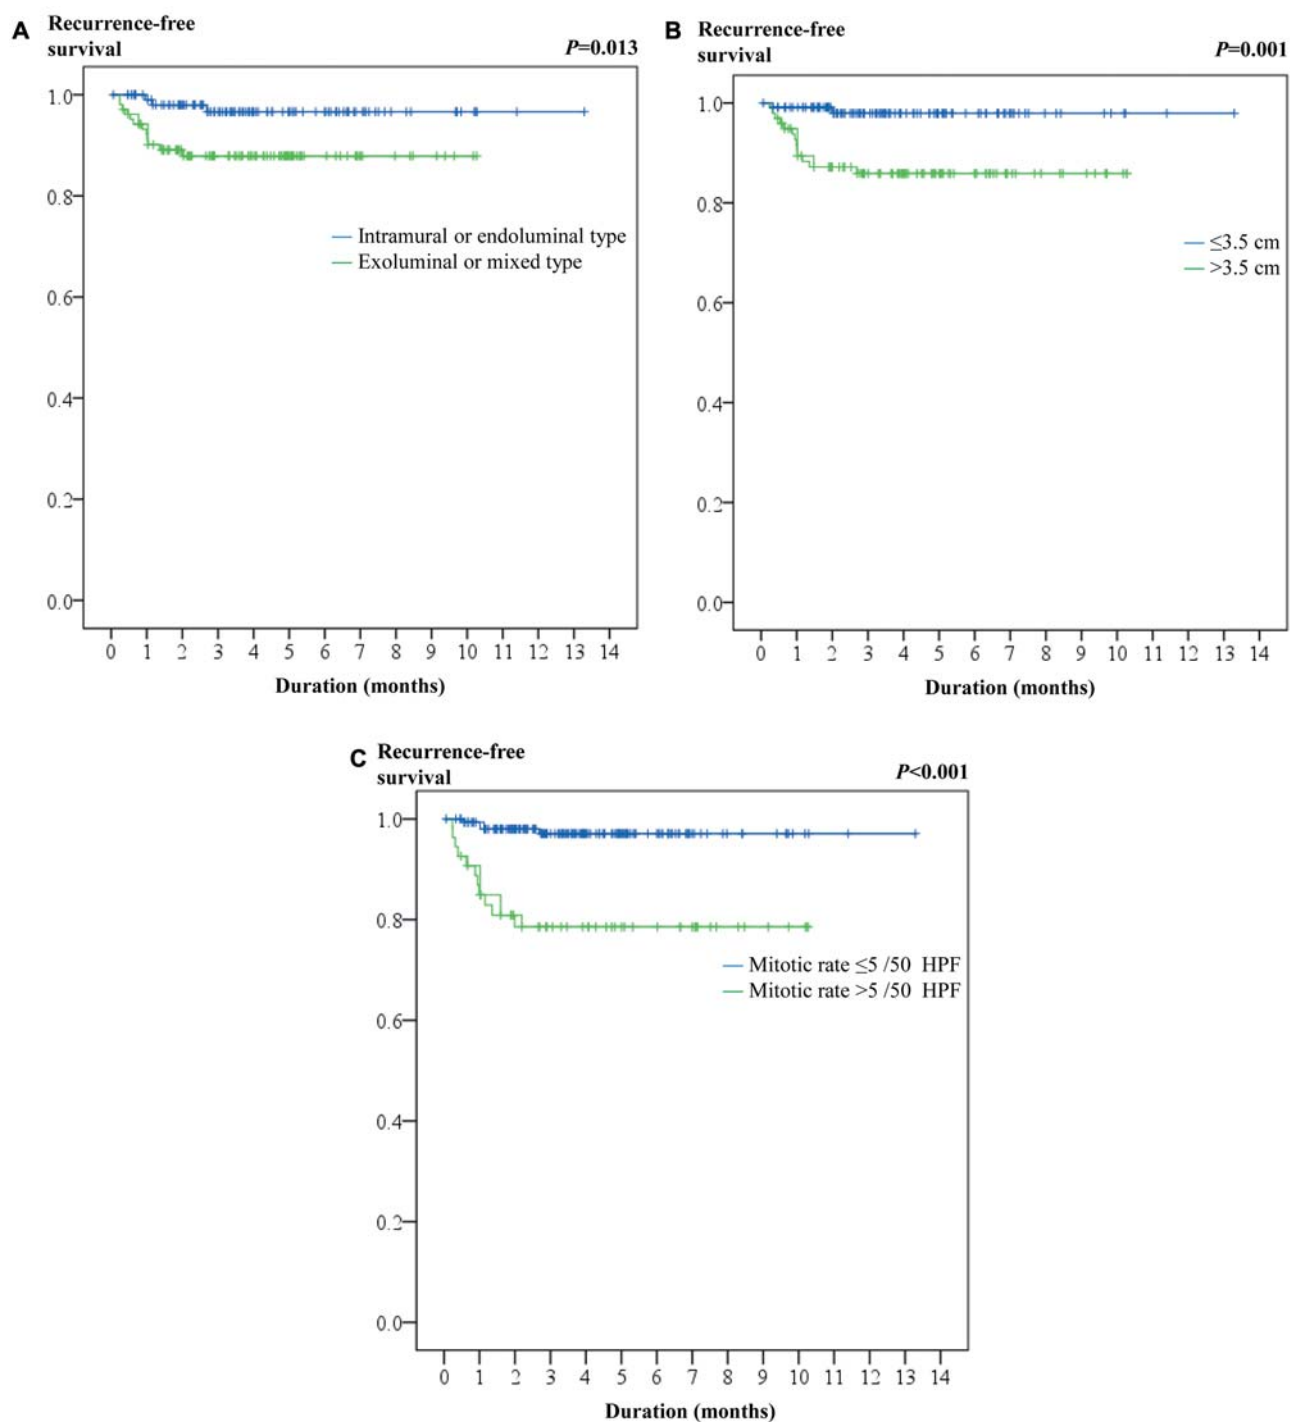 A
Recurrence-free
survival
P=0.013
1.0
0.8
0.6
0.4
0.2
0.0
Intramural or endoluminal type
Exoluminal or mixed type
0 1 2 3 4 5 6 7 8 9 10 11 12 13 14
Duration (months)
B
Recurrence-free
survival
P=0.001
1.0
0.8
0.6
0.4
0.2
0.0
≤3.5 cm
>3.5 cm
0 1 2 3 4 5 6 7 8 9 10 11 12 13 14
Duration (months)
C
Recurrence-free
survival
P<0.001
1.0
0.8
0.6
0.4
0.2
0.0
Mitotic rate ≤5 /50 HPF
Mitotic rate >5 /50 HPF
0 1 2 3 4 5 6 7 8 9 10 11 12 13 14
Duration (months)